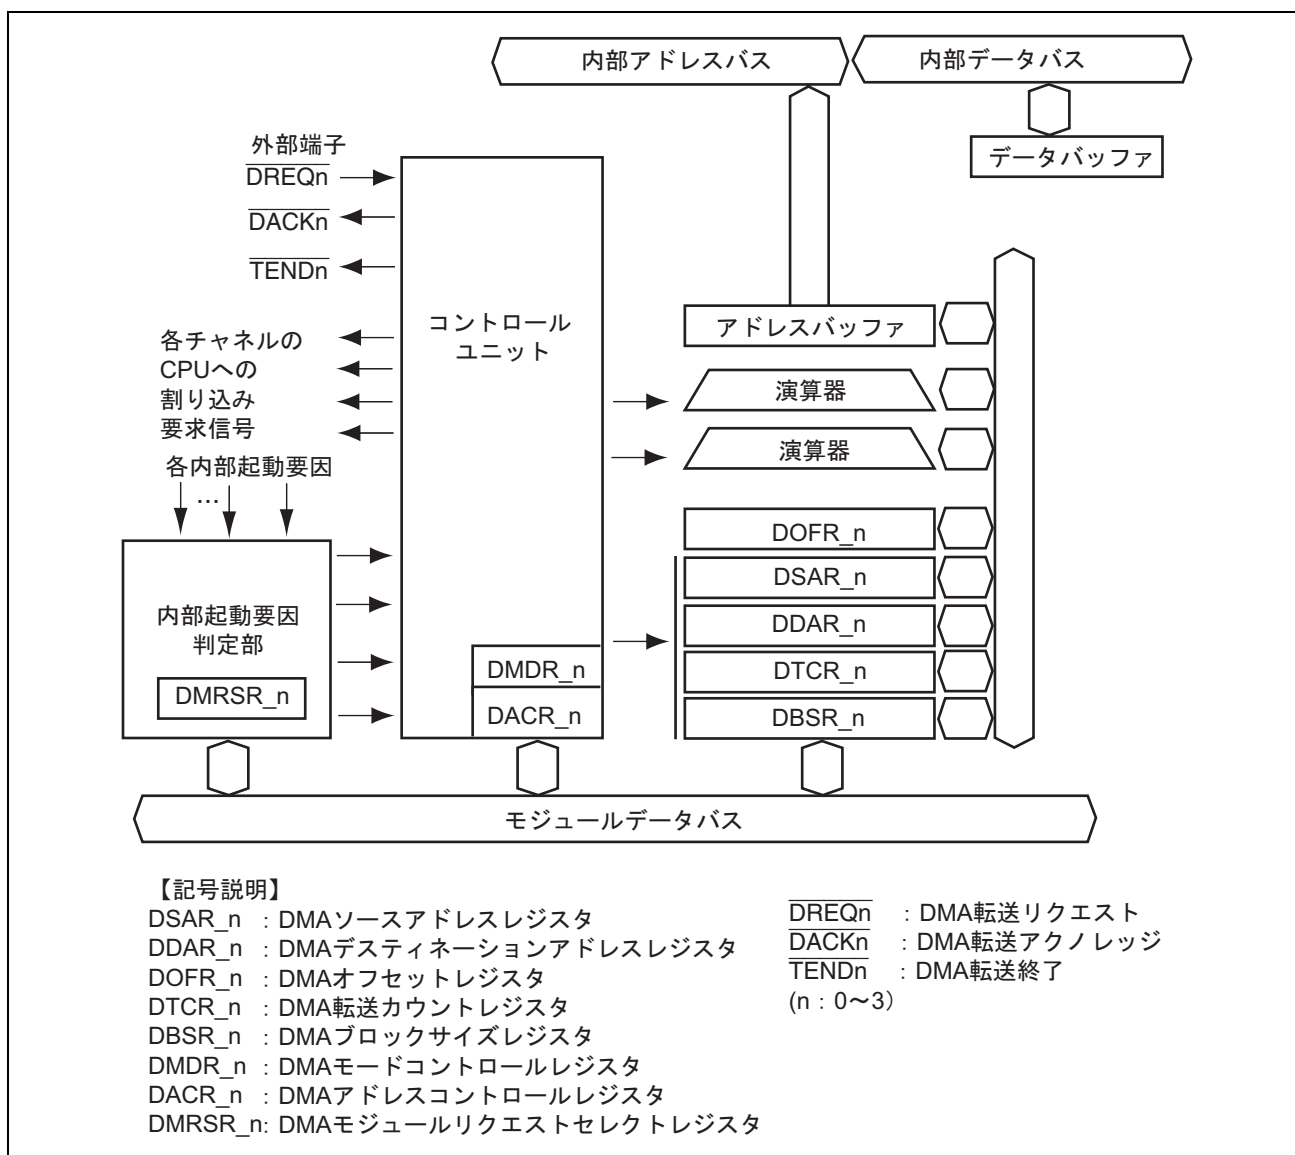 内部アドレスバス
内部データバス
データバッファ
外部端子
DREQn
DACKn
TENDn
コントロール
ユニット
各チャネルの
CPUへの
割り込み
要求信号
各内部起動要因
…
内部起動要因
判定部
DMRSR_n
DMDR_n
DACR_n
アドレスバッファ
演算器
演算器
DOFR_n
DSAR_n
DDAR_n
DTCR_n
DBSR_n
モジュールデータバス
【記号説明】
DSAR_n : DMAソースアドレスレジスタ
DDAR_n : DMAデスティネーションアドレスレジスタ
DOFR_n : DMAオフセットレジスタ
DTCR_n : DMA転送カウントレジスタ
DBSR_n : DMAブロックサイズレジスタ
DMDR_n : DMAモードコントロールレジスタ
DACR_n : DMAアドレスコントロールレジスタ
DMRSR_n: DMAモジュールリクエストセレクトレジスタ
DREQn : DMA転送リクエスト
DACKn : DMA転送アクノレッジ
TENDn : DMA転送終了
(n : 0〜3)